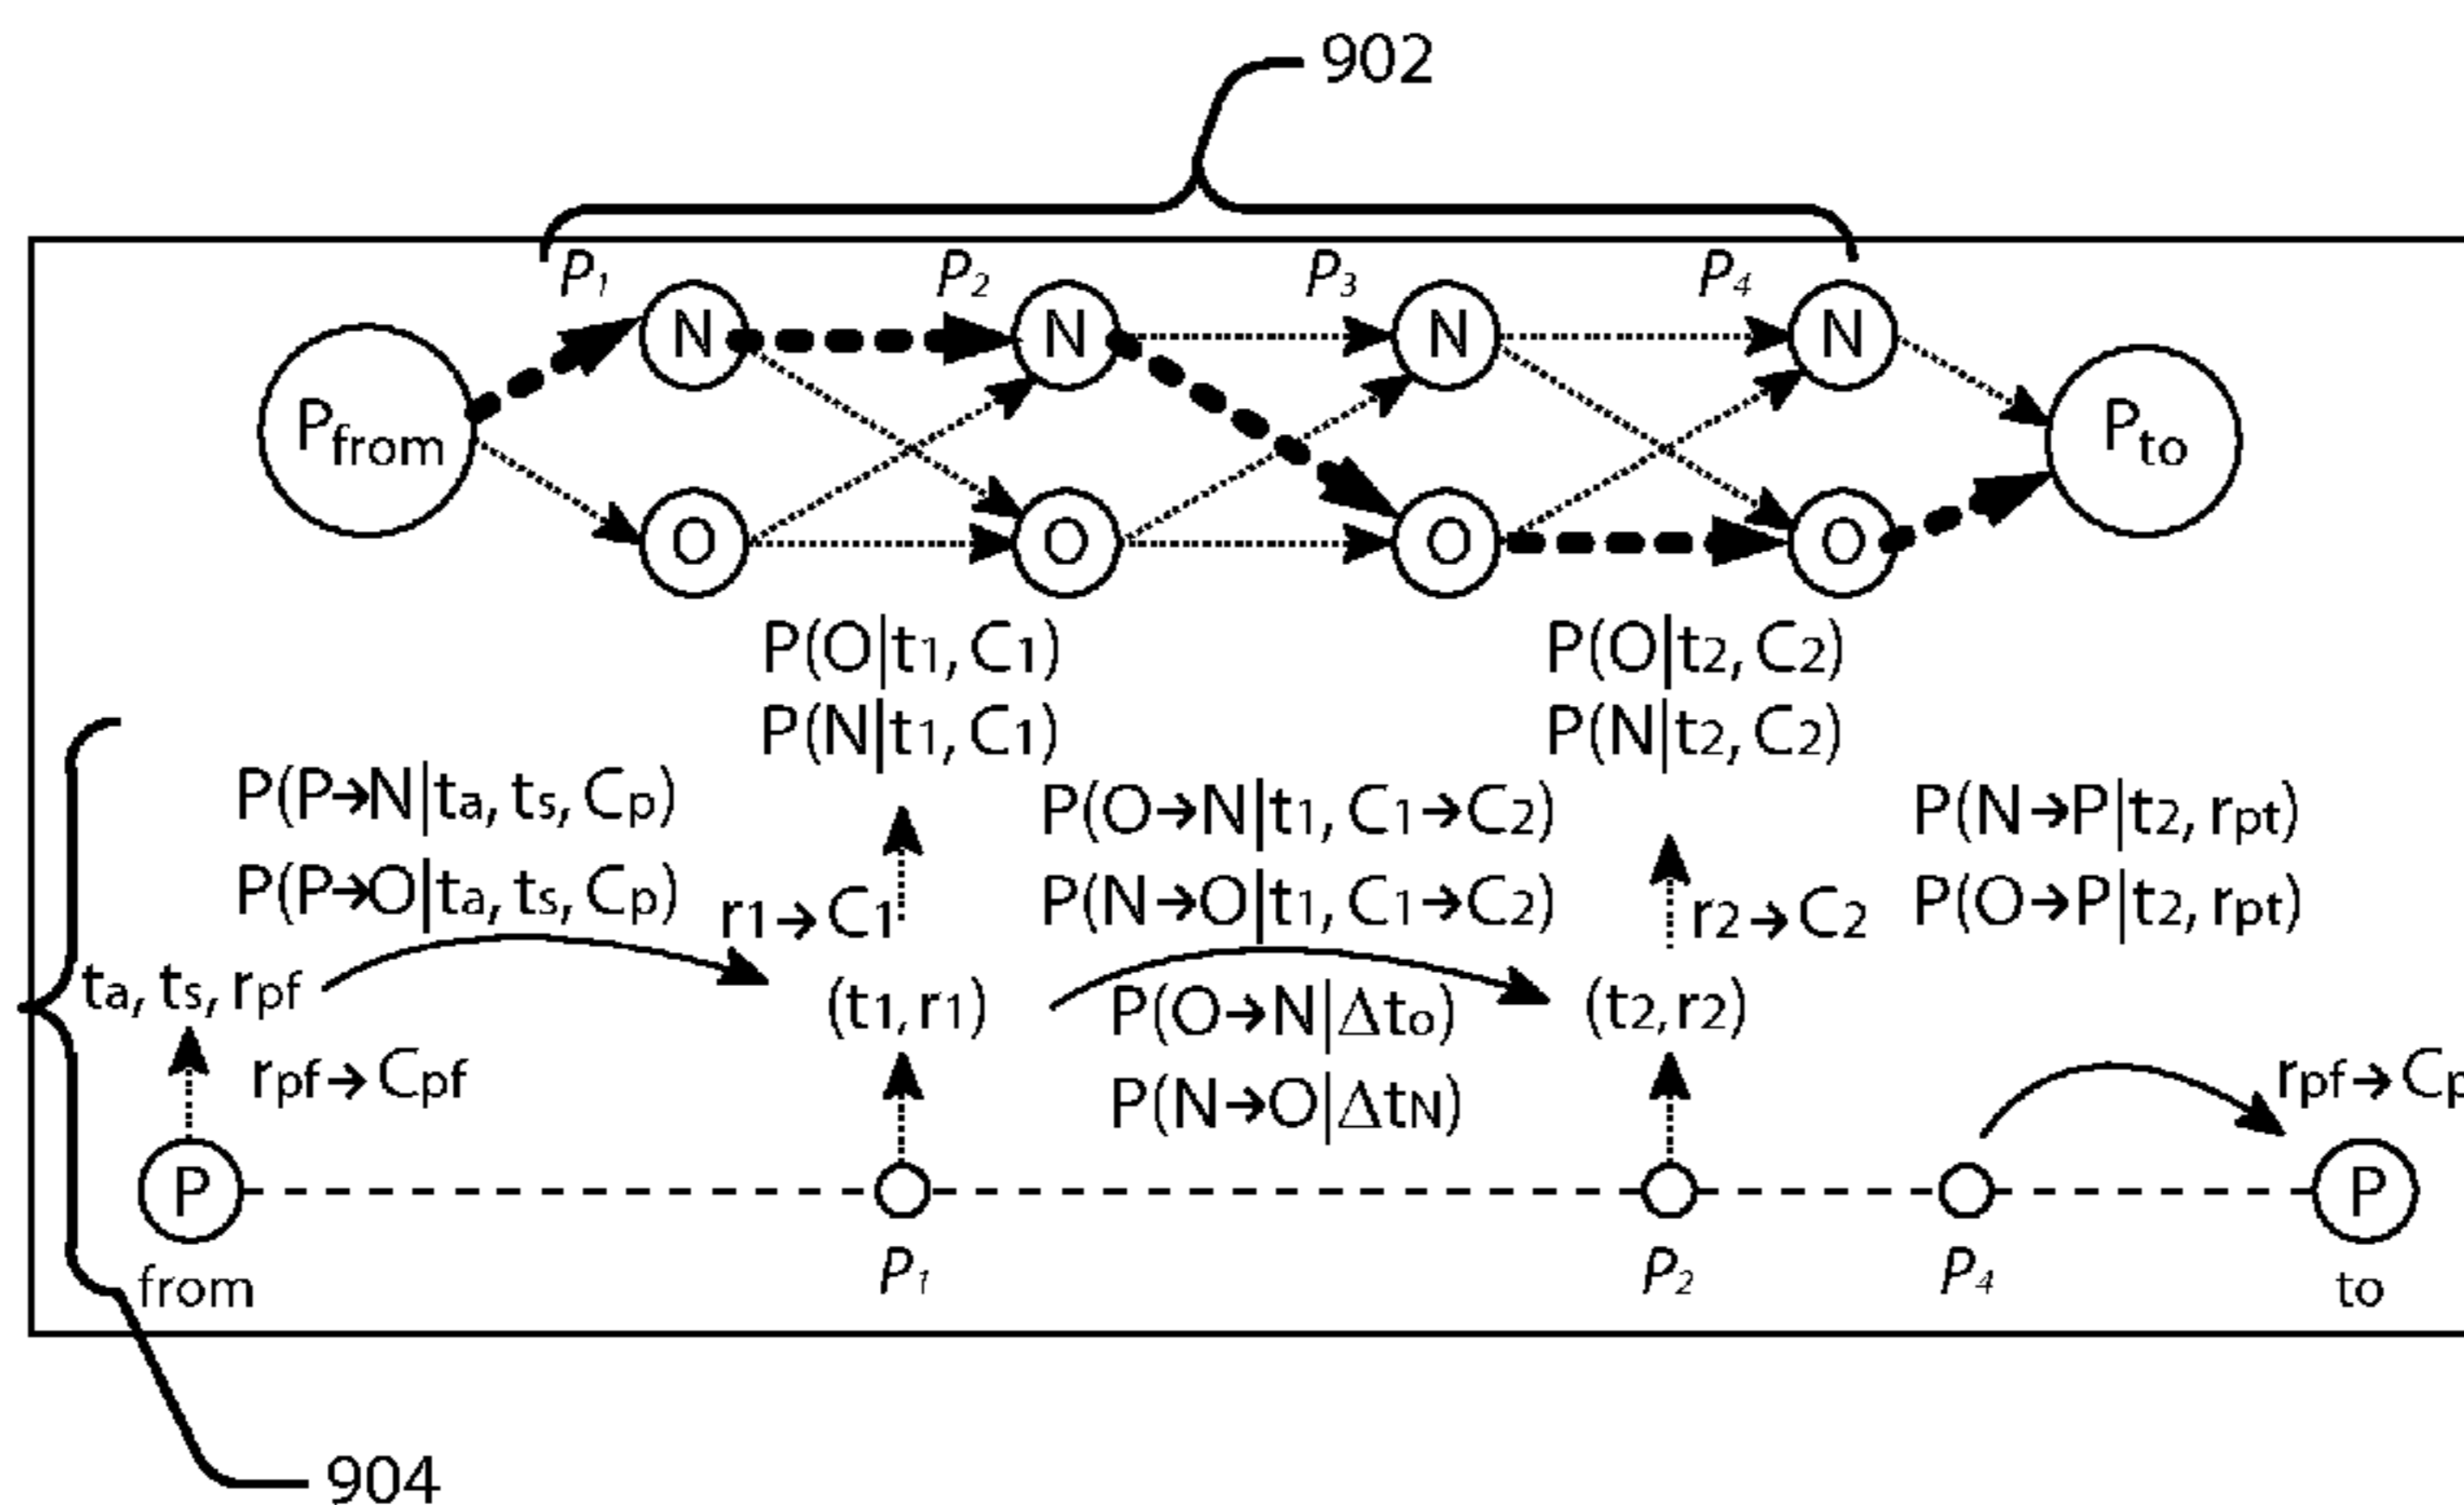 902
P1 P2 P3 P4
N N N N
Pfrom Pto
O O O O
P(O|t1, C1) P(O|t2, C2)
P(N|t1, C1) P(N|t2, C2)
P(P→N|ta, ts, Cp) P(O→N|t1, C1→C2) P(N→P|t2, rpt)
P(P→O|ta, ts, Cp) r1→C1 P(N→O|t1, C1→C2) r2→C2 P(O→P|t2, rpt)
ta, ts, rpf (t1, r1) P(O→N|Δto) (t2, r2)
rpf→Cpf P(N→O|ΔtN) rpf→Cp
P P
from P1 P2 P4 to
904